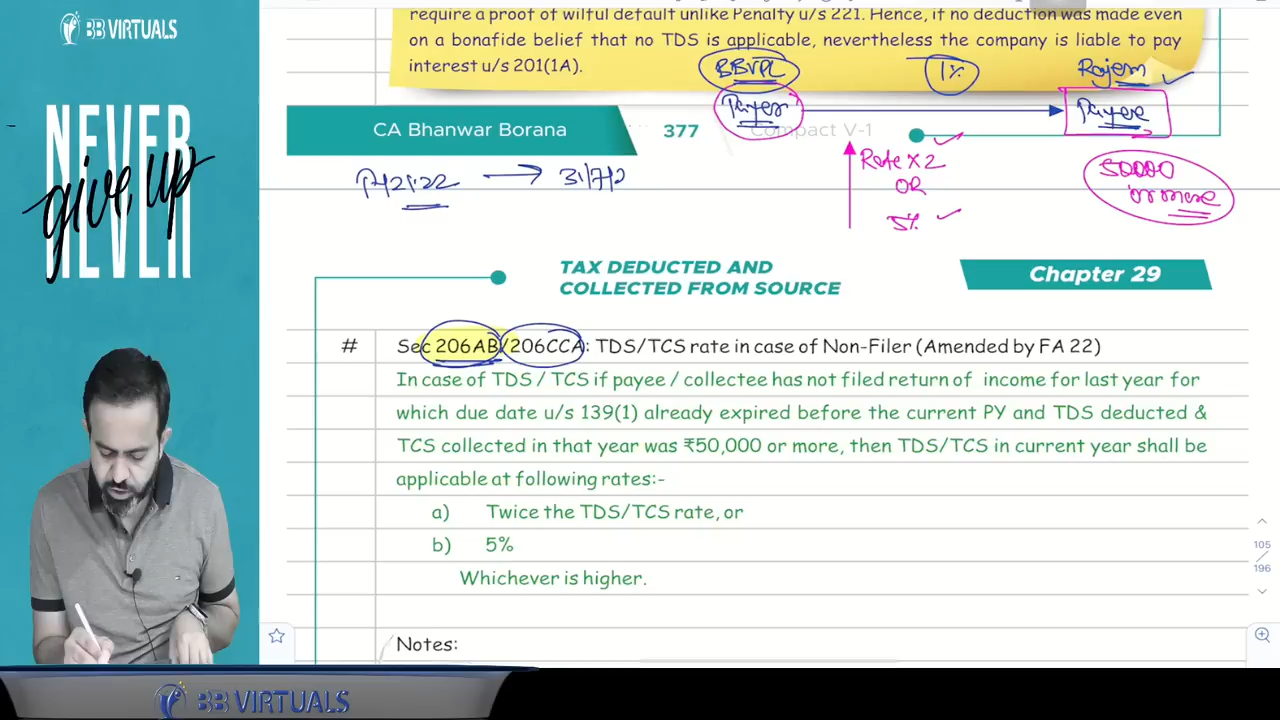 BB VIRTUALS
NEVER
give up
NEVER
require a proof of wilful default unlike Penalty u/s 221. Hence, if no deduction was made even
on a bonafide belief that no TDS is applicable, nevertheless the company is liable to pay
interest u/s 201(1A).
BBVPL
1%
Rajesm
Payer
Payee
CA Bhanwar Borana
377
Compact V-1
Rate x 2
OR
5%
50000
or more
PY 21.22
31/7/2
TAX DEDUCTED AND
COLLECTED FROM SOURCE
Chapter 29
# Sec 206AB/206CCA: TDS/TCS rate in case of Non-Filer (Amended by FA 22)
In case of TDS / TCS if payee / collectee has not filed return of income for last year for
which due date u/s 139(1) already expired before the current PY and TDS deducted &
TCS collected in that year was ₹50,000 or more, then TDS/TCS in current year shall be
applicable at following rates:-
a) Twice the TDS/TCS rate, or
b) 5%
Whichever is higher.
105
196
Notes:
BB VIRTUALS